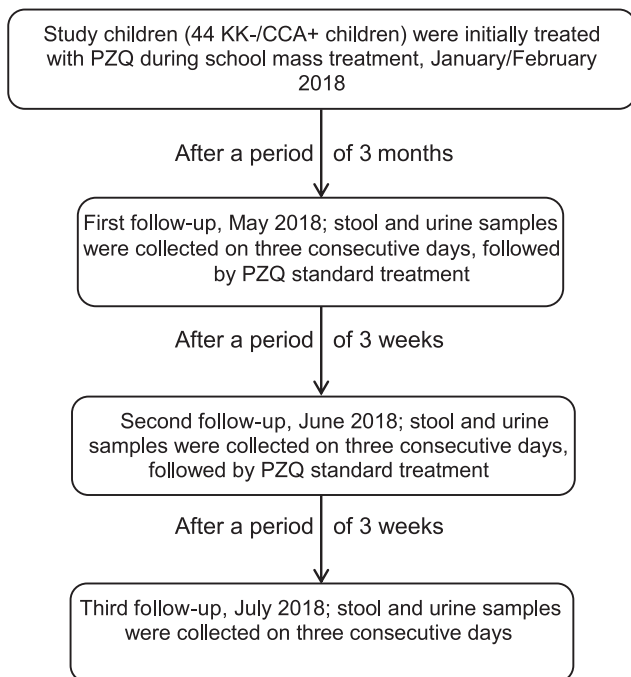 Study children (44 KK-/CCA+ children) were initially treated
with PZQ during school mass treatment, January/February
2018
After a period of 3 months
First follow-up, May 2018; stool and urine samples
were collected on three consecutive days, followed
by PZQ standard treatment
After a period of 3 weeks
Second follow-up, June 2018; stool and urine
samples were collected on three consecutive days,
followed by PZQ standard treatment
After a period of 3 weeks
Third follow-up, July 2018; stool and urine samples
were collected on three consecutive days